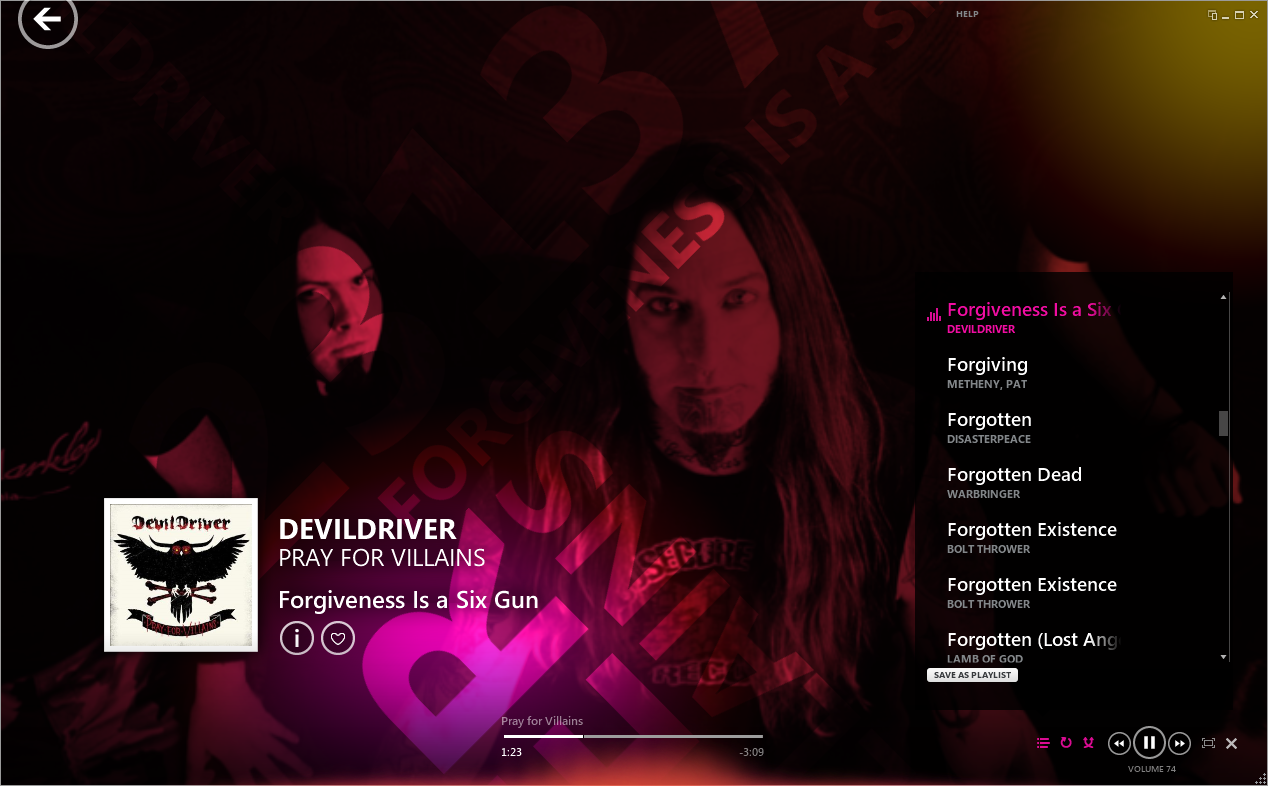 HELP
DevilDriver
PRAY FOR VILLAINS
DEVILDRIVER
PRAY FOR VILLAINS
Forgiveness Is a Six Gun
i
Pray for Villains
1:23
-3:09
Forgiveness Is a Six
DEVILDRIVER
Forgiving
METHENY, PAT
Forgotten
DISASTERPEACE
Forgotten Dead
WARBRINGER
Forgotten Existence
BOLT THROWER
Forgotten Existence
BOLT THROWER
Forgotten (Lost Ang
LAMB OF GOD
SAVE AS PLAYLIST
VOLUME 74
FORGIVENESS IS A S